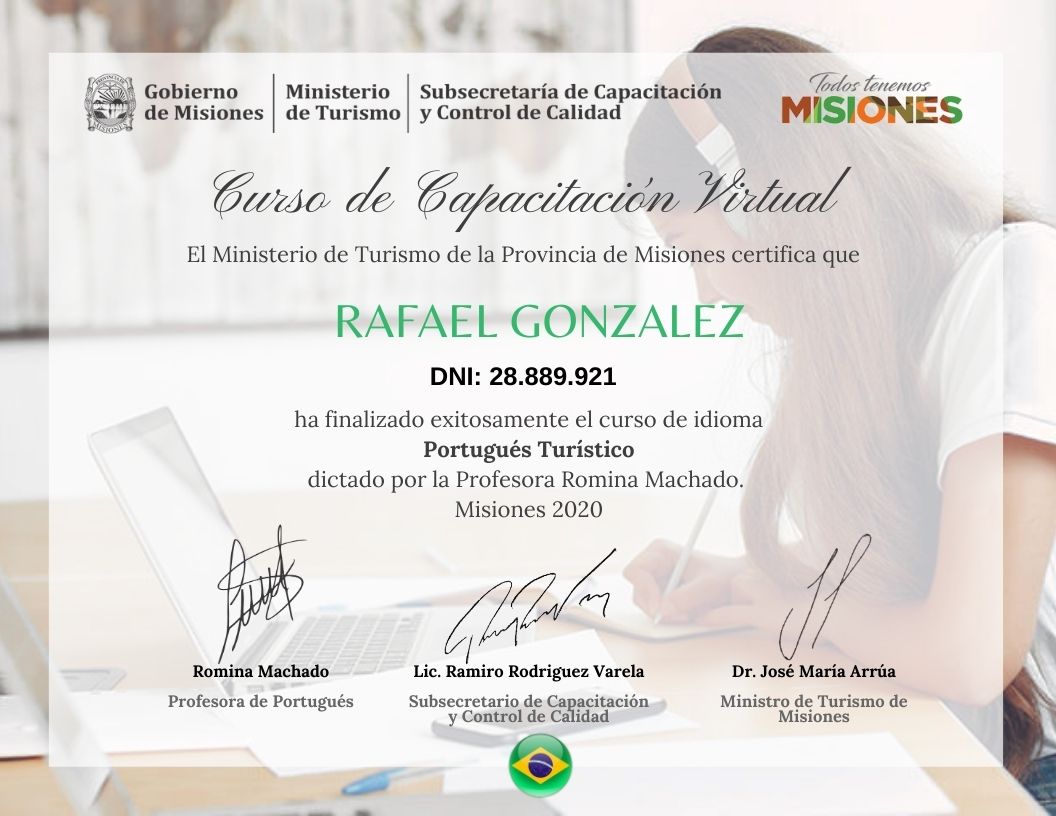 Gobierno de Misiones
Ministerio de Turismo
Subsecretaría de Capacitación y Control de Calidad
Todos tenemos
MISIONES
Curso de Capacitación Virtual
El Ministerio de Turismo de la Provincia de Misiones certifica que
RAFAEL GONZALEZ
DNI: 28.889.921
ha finalizado exitosamente el curso de idioma
Portugués Turístico
dictado por la Profesora Romina Machado.
Misiones 2020
Romina Machado
Profesora de Portugués
Lic. Ramiro Rodriguez Varela
Subsecretario de Capacitación
y Control de Calidad
Dr. José María Arrúa
Ministro de Turismo de
Misiones